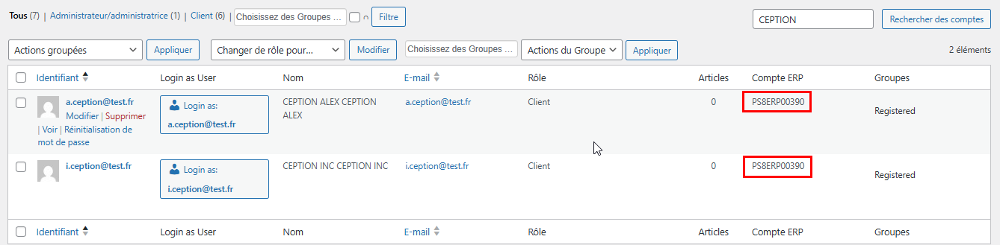 Tous (7) | Administrateur/administratrice (1) | Client (6) | Choisissez des Groupes ... ∩ Filtre
CEPTION Rechercher des comptes
Actions groupées Appliquer Changer de rôle pour... Modifier Choisissez des Groupes ... Actions du Groupe Appliquer 2 éléments
Identifiant Login as User Nom E-mail Rôle Articles Compte ERP Groupes
a.ception@test.fr Login as: CEPTION ALEX CEPTION a.ception@test.fr Client 0 PS8ERP00390
Modifier | Supprimer a.ception@test.fr ALEX Registered
| Voir | Réinitialisation de
mot de passe
i.ception@test.fr Login as: CEPTION INC CEPTION INC i.ception@test.fr Client 0 PS8ERP00390
i.ception@test.fr Registered
Identifiant Login as User Nom E-mail Rôle Articles Compte ERP Groupes